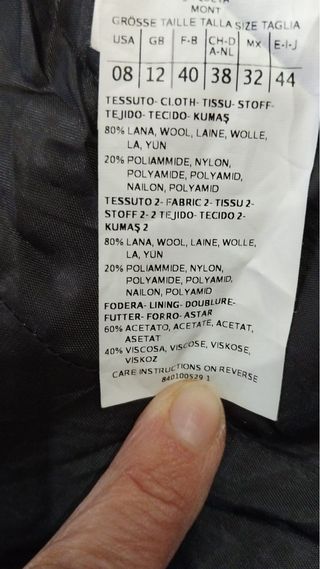 MONT
GRÖSSE TAILLE TALLA SIZE TAGLIA
USA GB F-B CH-D A-NL Mx E-I-J
08 12 40 38 32 44
TESSUTO- CLOTH- TISSU- STOFF-
TEJIDO- TECIDO- KUMAŞ
80% LANA, WOOL, LAINE, WOLLE,
LA, YUN
20% POLIAMMIDE, NYLON,
POLYAMIDE, POLYAMID,
NAILON, POLYAMID
TESSUTO 2- FABRIC 2- TISSU 2-
STOFF 2- 2 TEJIDO- TECIDO 2-
KUMAŞ 2
80% LANA, WOOL, LAINE, WOLLE,
LA, YUN
20% POLIAMMIDE, NYLON,
POLYAMIDE, POLYAMID,
NAILON, POLYAMID
FODERA- LINING- DOUBLURE-
FUTTER- FORRO- ASTAR
60% ACETATO, ACETATE, ACETAT,
ASETAT
40% VISCOSA, VISCOSE, VISKOSE,
VISKOZ
CARE INSTRUCTIONS ON REVERSE
840100529 1